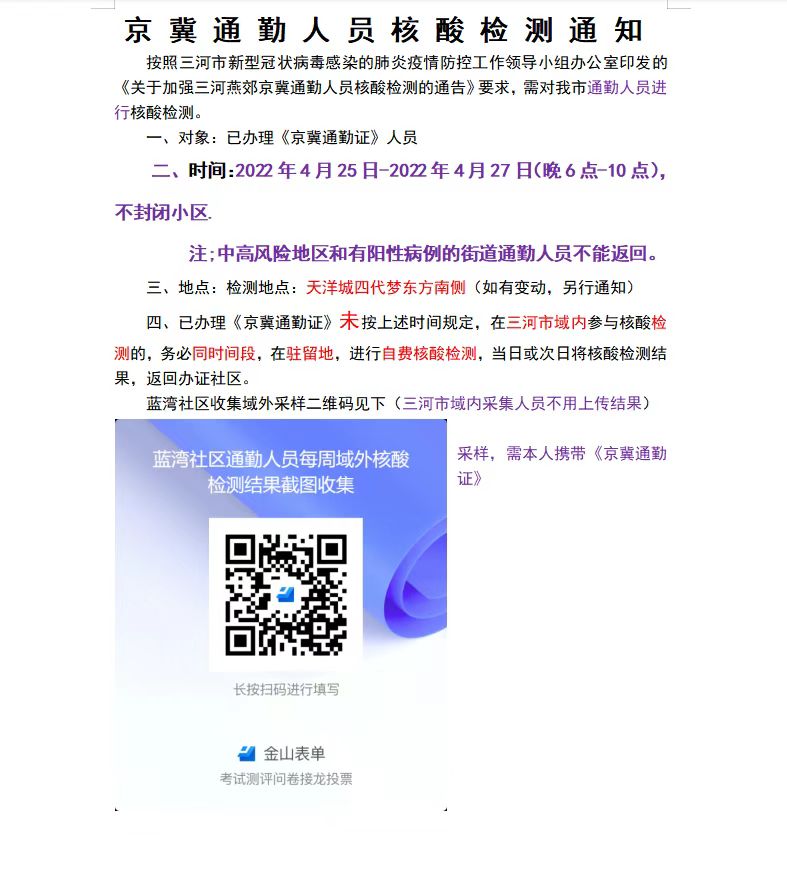 京冀通勤人员核酸检测通知
按照三河市新型冠状病毒感染的肺炎疫情防控工作领导小组办公室印发的
《关于加强三河燕郊京冀通勤人员核酸检测的通告》要求，需对我市通勤人员进
行核酸检测。
一、对象：已办理《京冀通勤证》人员
二、时间:2022年4月25日-2022年4月27日(晚6点-10点)，
不封闭小区.
注;中高风险地区和有阳性病例的街道通勤人员不能返回。
三、地点：检测地点：天洋城四代梦东方南侧（如有变动，另行通知）
四、已办理《京冀通勤证》未按上述时间规定，在三河市域内参与核酸检
测的，务必同时间段，在驻留地，进行自费核酸检测，当日或次日将核酸检测结
果，返回办证社区。
蓝湾社区收集域外采样二维码见下（三河市域内采集人员不用上传结果）
采样，需本人携带《京冀通勤
证》
蓝湾社区通勤人员每周域外核酸
检测结果截图收集
长按扫码进行填写
金山表单
考试测评问卷接龙投票